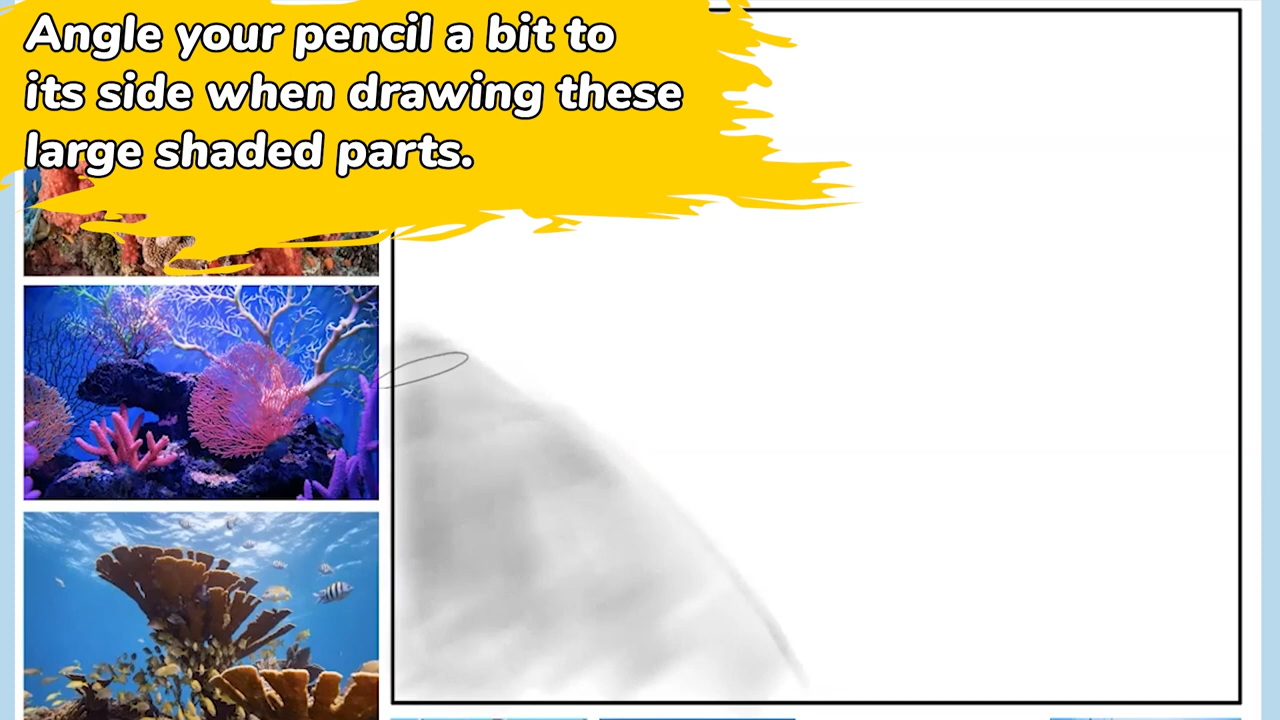 Angle your pencil a bit to
its side when drawing these
large shaded parts.